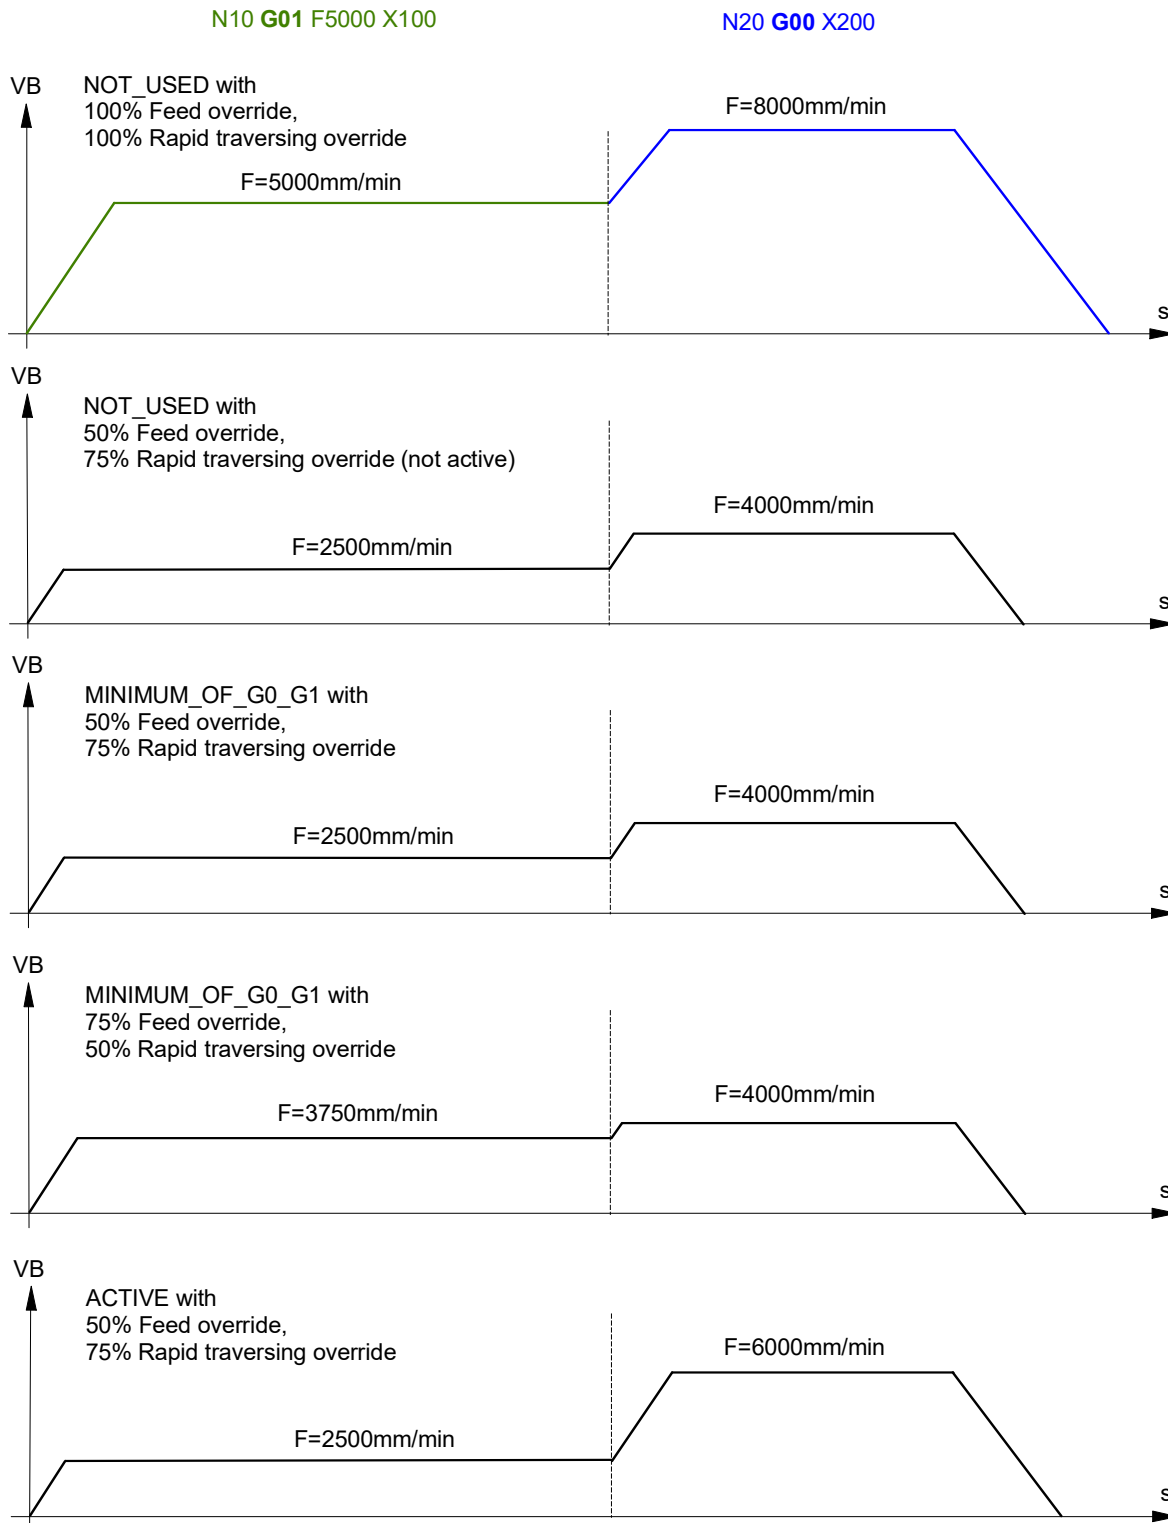 N10 G01 F5000 X100
N20 G00 X200
VB
NOT_USED with
100% Feed override,
100% Rapid traversing override
F=8000mm/min
F=5000mm/min
s
VB
NOT_USED with
50% Feed override,
75% Rapid traversing override (not active)
F=4000mm/min
F=2500mm/min
s
VB
MINIMUM_OF_G0_G1 with
50% Feed override,
75% Rapid traversing override
F=4000mm/min
F=2500mm/min
s
VB
MINIMUM_OF_G0_G1 with
75% Feed override,
50% Rapid traversing override
F=4000mm/min
F=3750mm/min
s
VB
ACTIVE with
50% Feed override,
75% Rapid traversing override
F=6000mm/min
F=2500mm/min
s